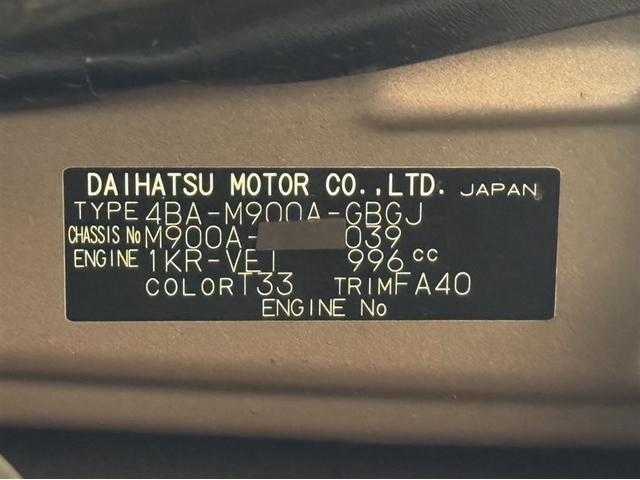 DAIHATSU MOTOR CO.,LTD. JAPAN
TYPE 4BA-M900A-GBGJ
CHASSIS No M900A- 039
ENGINE 1KR-VET 996 cc
COLOR T33 TRIM FA40
ENGINE No